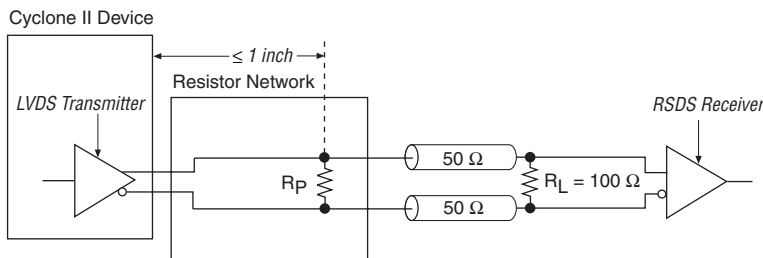 Cyclone II Device
≤ 1 inch
Resistor Network
LVDS Transmitter
RSDS Receiver
50 Ω
RP
RL = 100 Ω
50 Ω